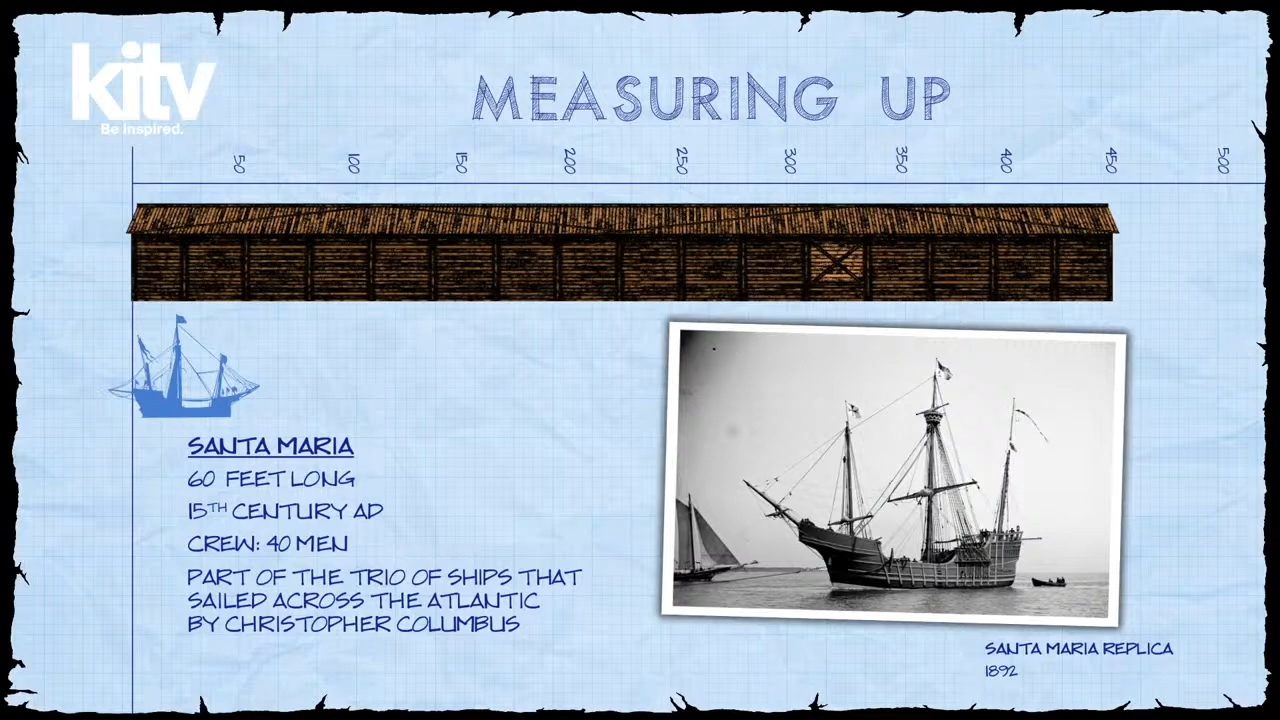 kitv
Be Inspired.
MEASURING UP
50 100 150 200 250 300 350 400 450 500
SANTA MARIA
60 FEET LONG
15TH CENTURY AD
CREW: 40 MEN
PART OF THE TRIO OF SHIPS THAT
SAILED ACROSS THE ATLANTIC
BY CHRISTOPHER COLUMBUS
SANTA MARIA REPLICA
1892